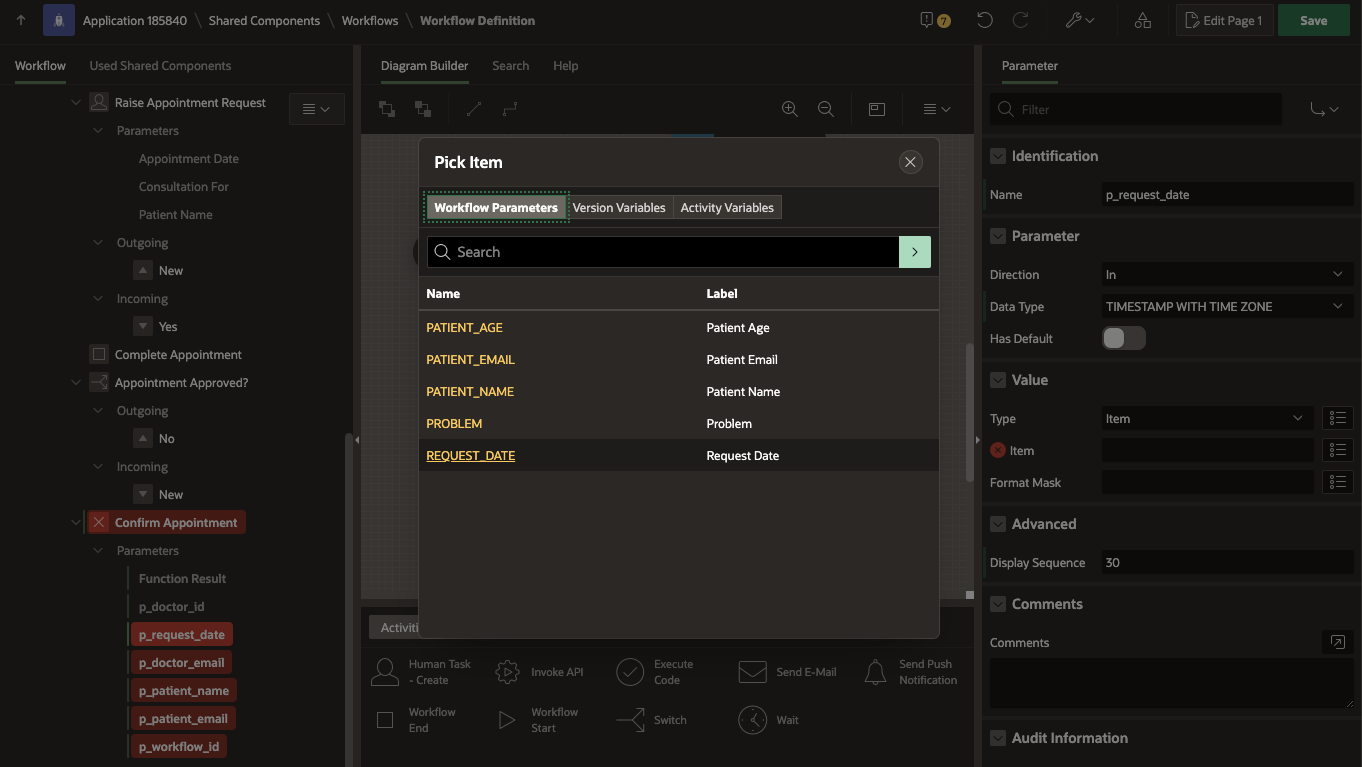 Application 185840 \ Shared Components \ Workflows \ Workflow Definition
7
Edit Page 1
Save
Workflow
Used Shared Components
Raise Appointment Request
Parameters
Appointment Date
Consultation For
Patient Name
Outgoing
New
Incoming
Yes
Complete Appointment
Appointment Approved?
Outgoing
No
Incoming
New
Confirm Appointment
Parameters
Function Result
p_doctor_id
p_request_date
p_doctor_email
p_patient_name
p_patient_email
p_workflow_id
Diagram Builder
Search
Help
Pick Item
Workflow Parameters
Version Variables
Activity Variables
Search
Name
Label
PATIENT_AGE
Patient Age
PATIENT_EMAIL
Patient Email
PATIENT_NAME
Patient Name
PROBLEM
Problem
REQUEST_DATE
Request Date
Activiti
Human Task
- Create
Invoke API
Execute
Code
Send E-Mail
Send Push
Notification
Workflow
End
Workflow
Start
Switch
Wait
Parameter
Filter
Identification
Name
p_request_date
Parameter
Direction
In
Data Type
TIMESTAMP WITH TIME ZONE
Has Default
Value
Type
Item
Item
Format Mask
Advanced
Display Sequence
30
Comments
Comments
Audit Information